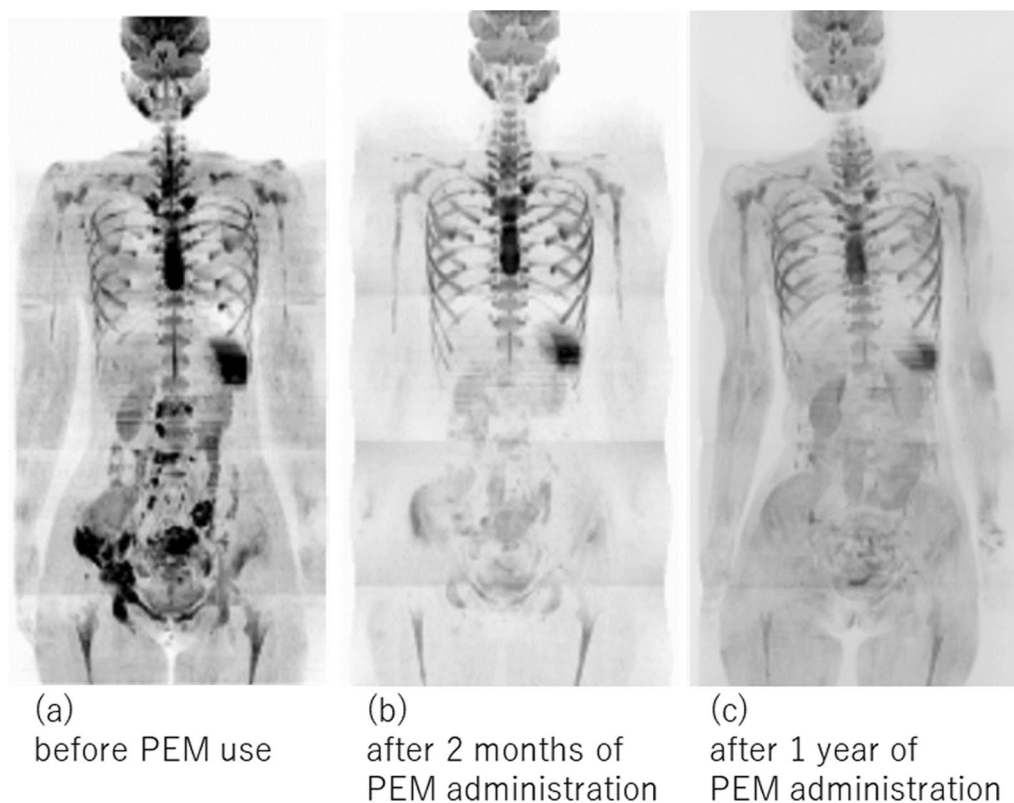 (a)
before PEM use
(b)
after 2 months of
PEM administration
(c)
after 1 year of
PEM administration